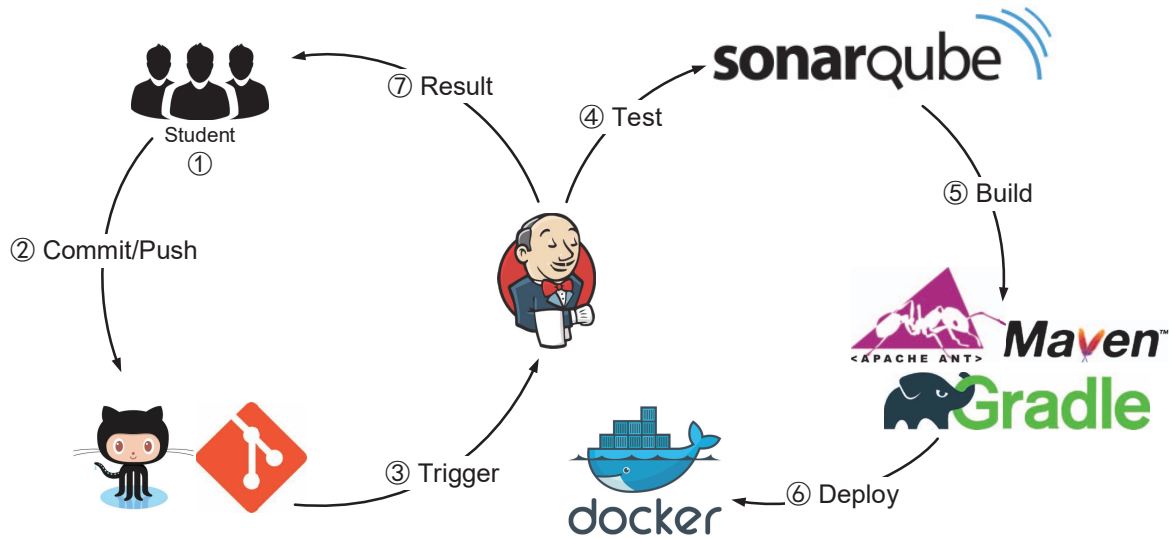 sonarqube
⑦ Result
④ Test
Student
①
⑤ Build
② Commit/Push
<APACHE ANT>
Maven™
Gradle
③ Trigger
⑥ Deploy
docker